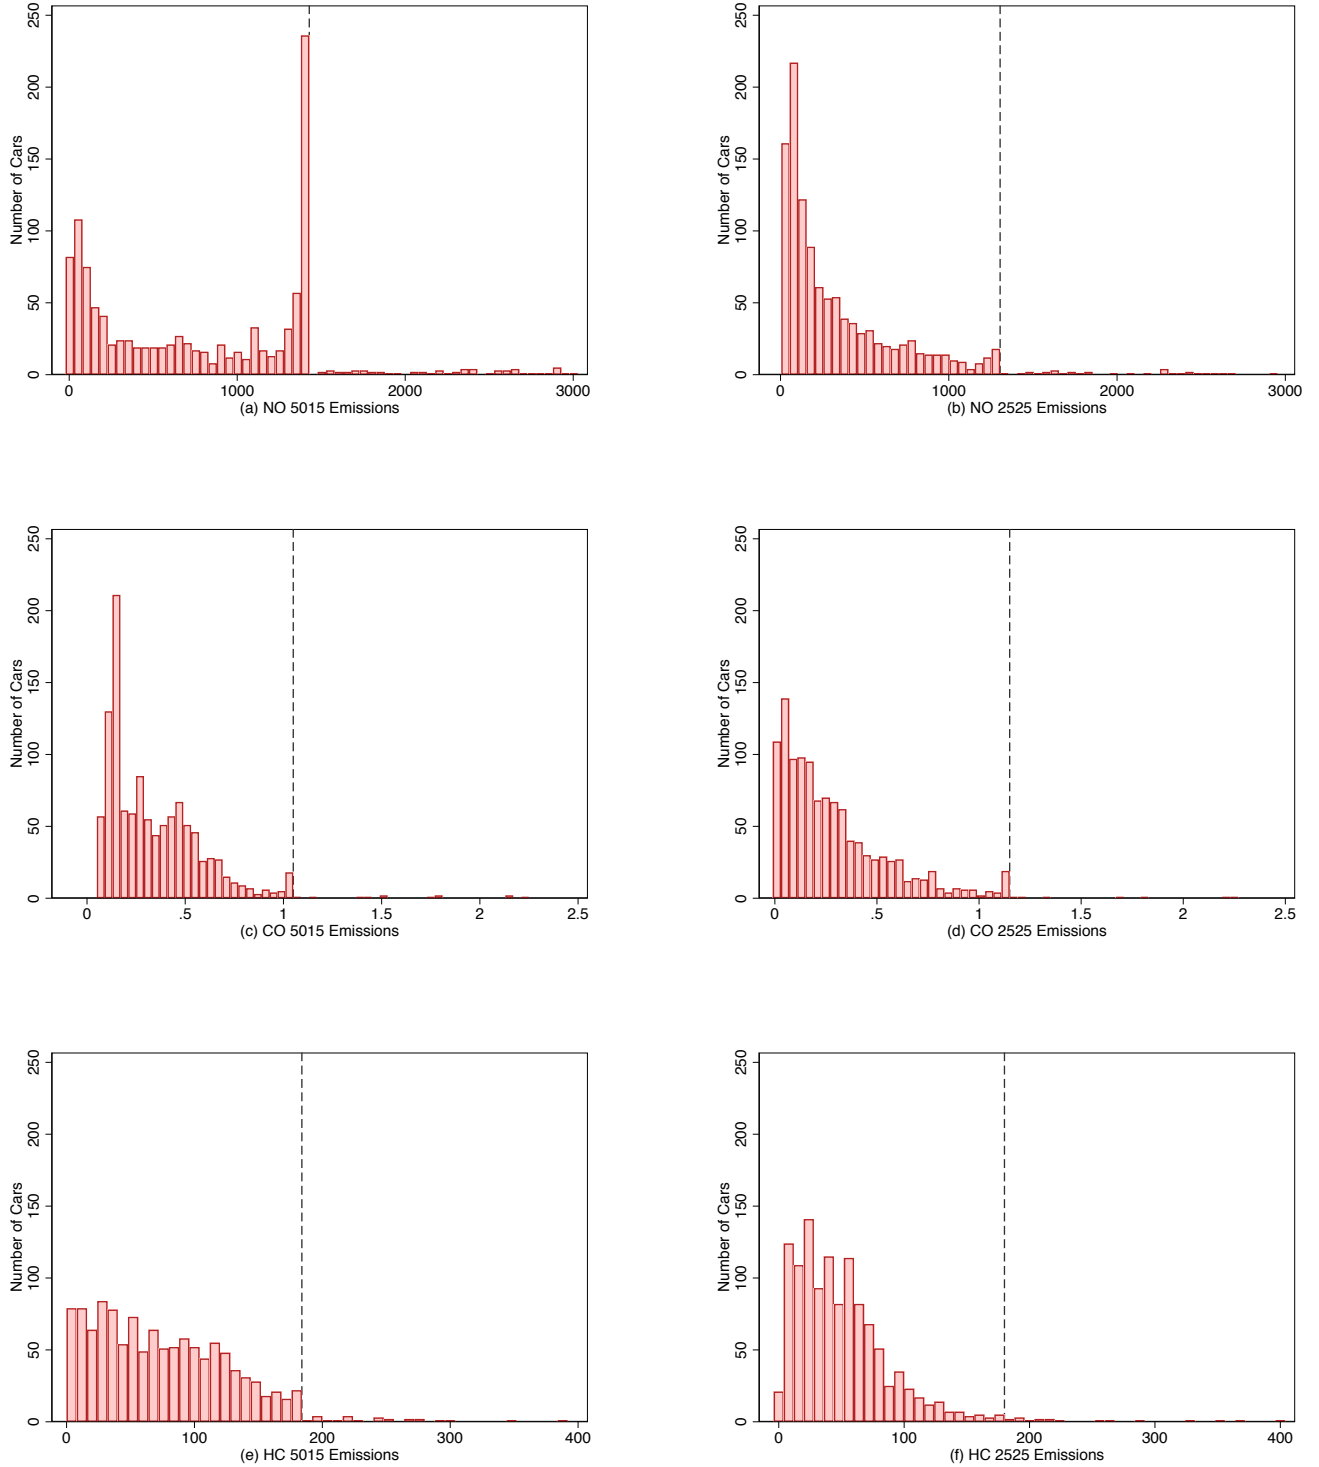 Number of Cars
0 50 100 150 200 250
0 1000 2000 3000
(a) NO 5015 Emissions
Number of Cars
0 50 100 150 200 250
0 1000 2000 3000
(b) NO 2525 Emissions
Number of Cars
0 50 100 150 200 250
0 .5 1 1.5 2 2.5
(c) CO 5015 Emissions
Number of Cars
0 50 100 150 200 250
0 .5 1 1.5 2 2.5
(d) CO 2525 Emissions
Number of Cars
0 50 100 150 200 250
0 100 200 300 400
(e) HC 5015 Emissions
Number of Cars
0 50 100 150 200 250
0 100 200 300 400
(f) HC 2525 Emissions